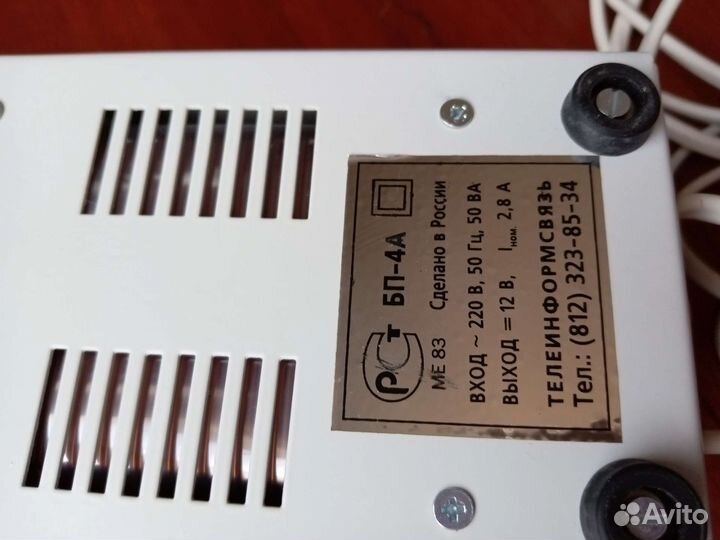 РСт БП-4А
МЕ 83 Сделано в России
ВХОД ~ 220 В, 50 Гц, 50 ВА
ВЫХОД = 12 В, Iном. 2,8 А
ТЕЛЕИНФОРМСВЯЗЬ
Тел.: (812) 323-85-34
Avito